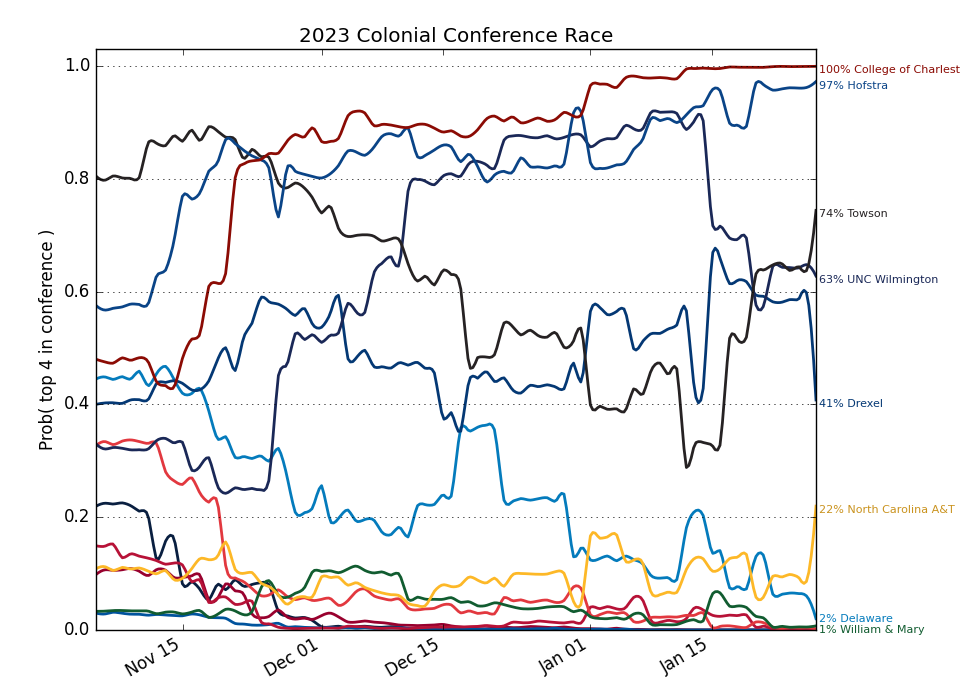 2023 Colonial Conference Race
Prob( top 4 in conference )
1.0
0.8
0.6
0.4
0.2
0.0
Nov 15
Dec 01
Dec 15
Jan 01
Jan 15
100% College of Charlest
97% Hofstra
74% Towson
63% UNC Wilmington
41% Drexel
22% North Carolina A&T
2% Delaware
1% William & Mary